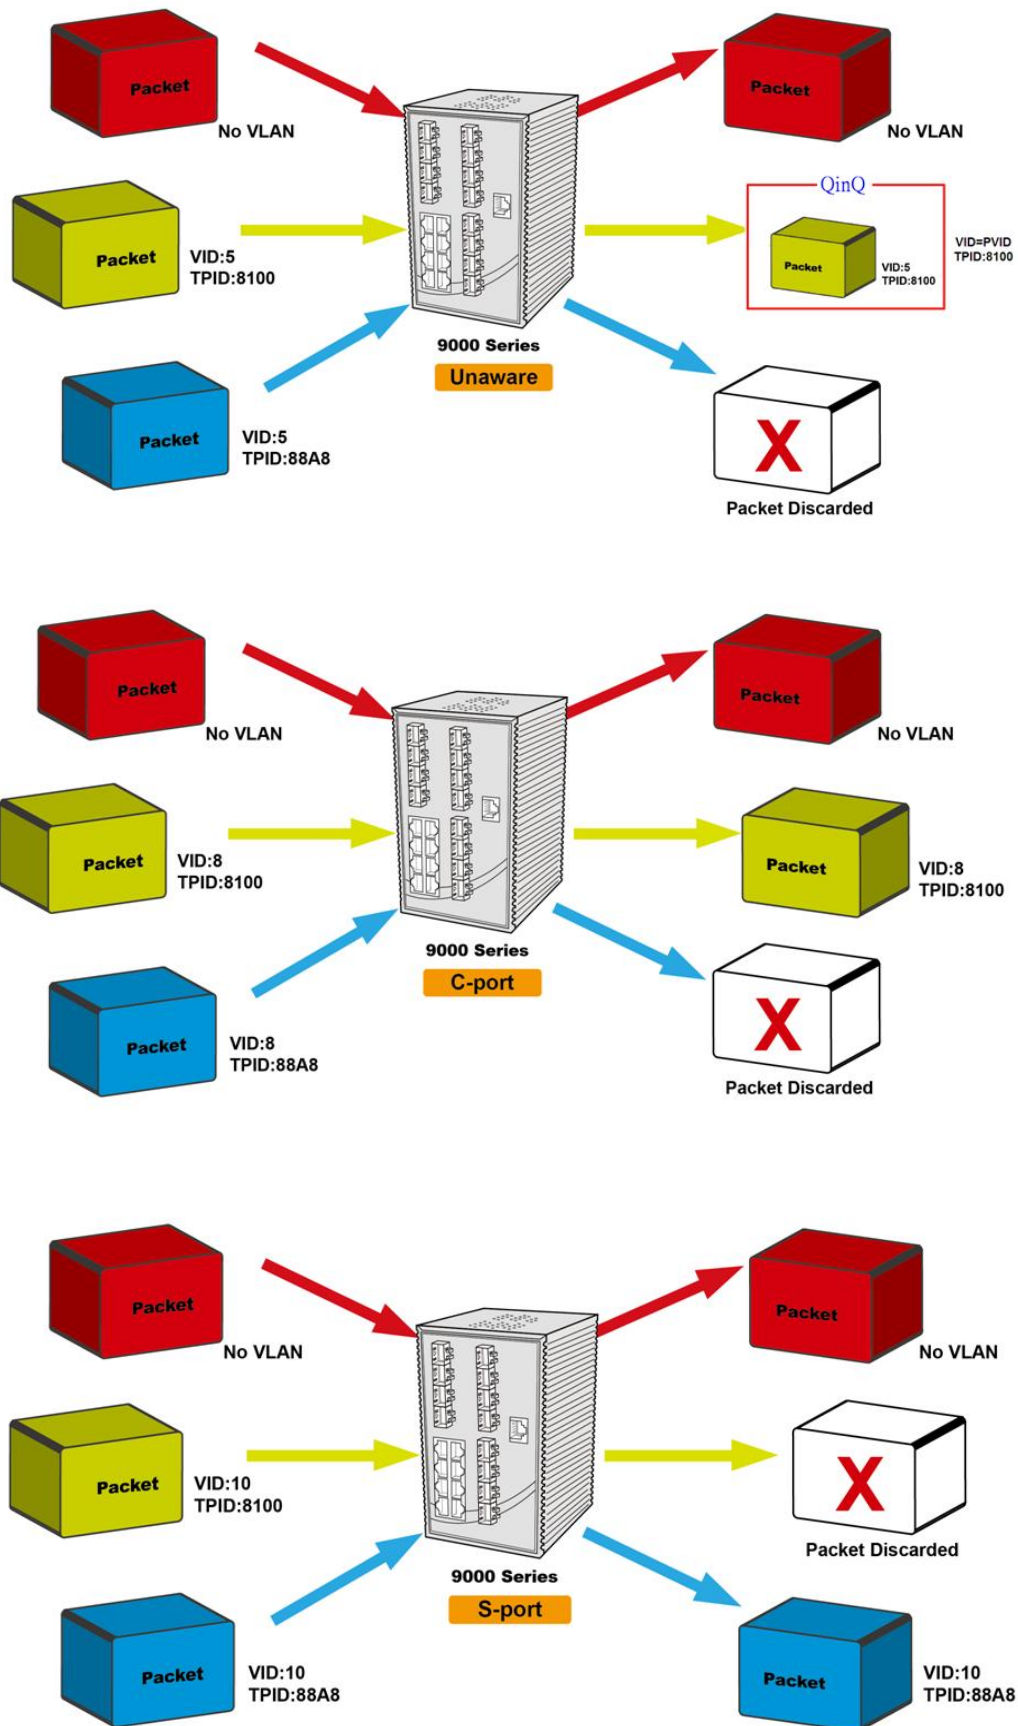 Packet
No VLAN
Packet
No VLAN
Packet
VID:5
TPID:8100
QinQ
Packet
VID:5
TPID:8100
VID=PVID
TPID:8100
9000 Series
Unaware
Packet
VID:5
TPID:88A8
X
Packet Discarded
Packet
No VLAN
Packet
No VLAN
Packet
VID:8
TPID:8100
Packet
VID:8
TPID:8100
9000 Series
C-port
Packet
VID:8
TPID:88A8
X
Packet Discarded
Packet
No VLAN
Packet
No VLAN
Packet
VID:10
TPID:8100
X
Packet Discarded
9000 Series
S-port
Packet
VID:10
TPID:88A8
Packet
VID:10
TPID:88A8